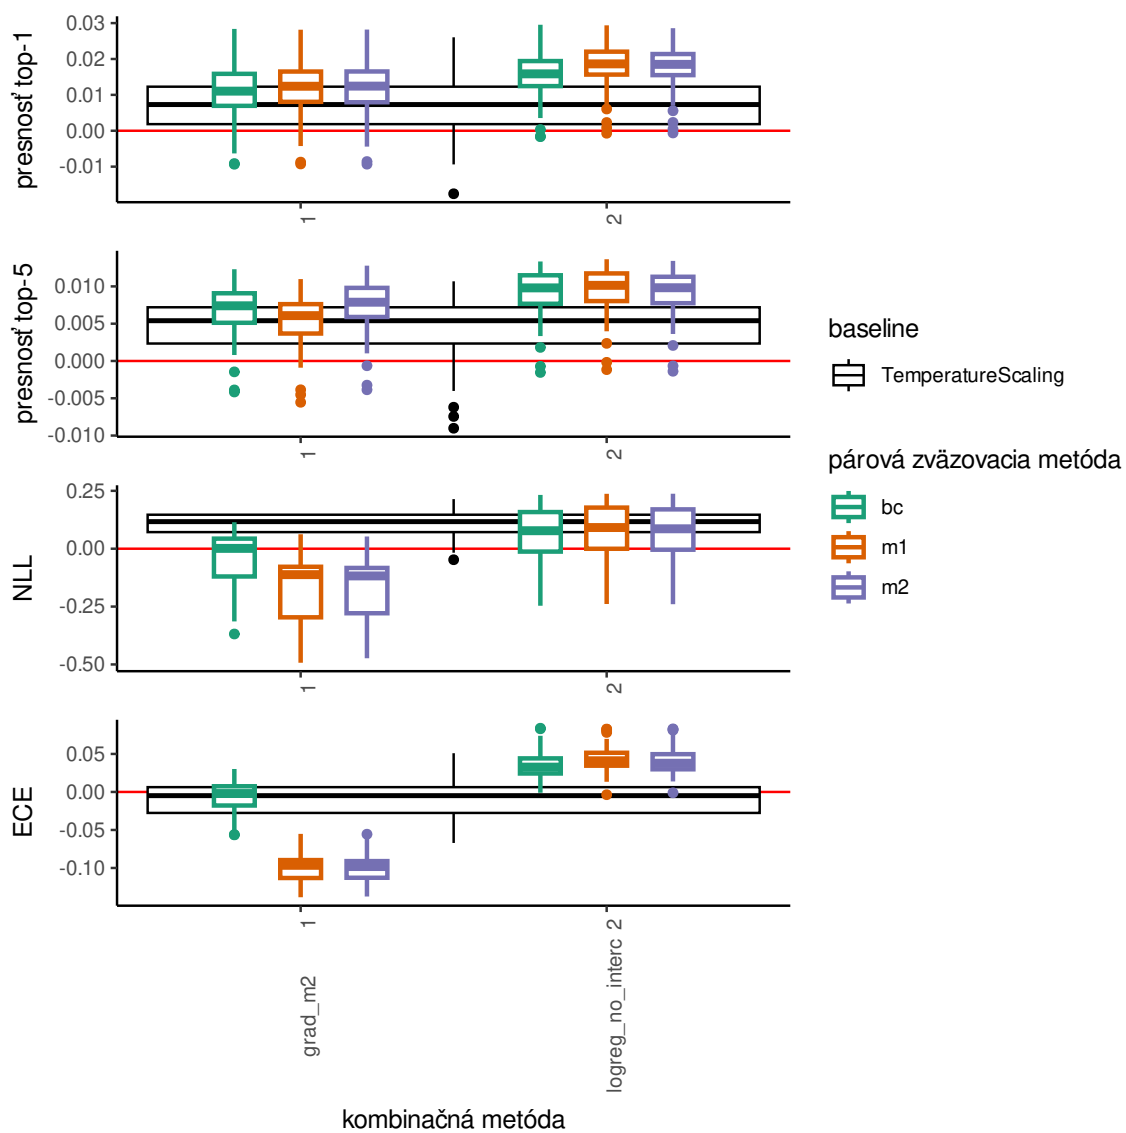 presnosť top-1
0.03
0.02
0.01
0.00
-0.01
1
2
presnosť top-5
0.010
0.005
0.000
-0.005
-0.010
1
2
NLL
0.25
0.00
-0.25
-0.50
1
2
ECE
0.05
0.00
-0.05
-0.10
1
2
grad_m2
logreg_no_interc
kombinačná metóda
baseline
TemperatureScaling
párová zväzovacia metóda
bc
m1
m2